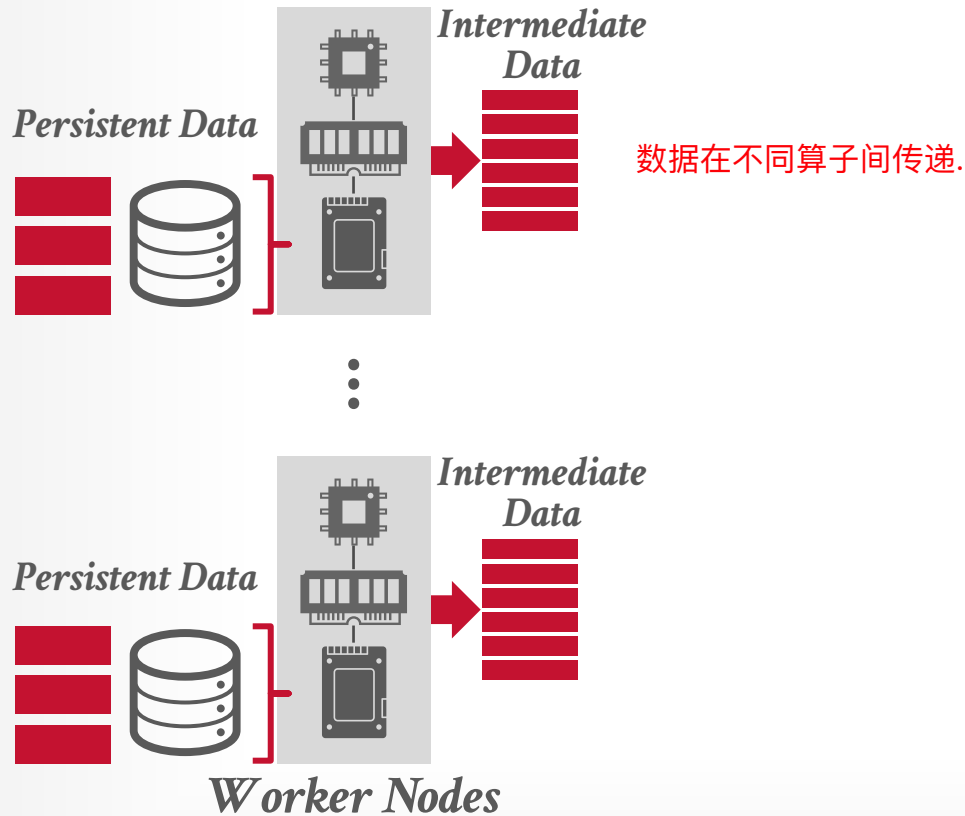 Intermediate
Data
Persistent Data
数据在不同算子间传递.
Intermediate
Data
Persistent Data
Worker Nodes